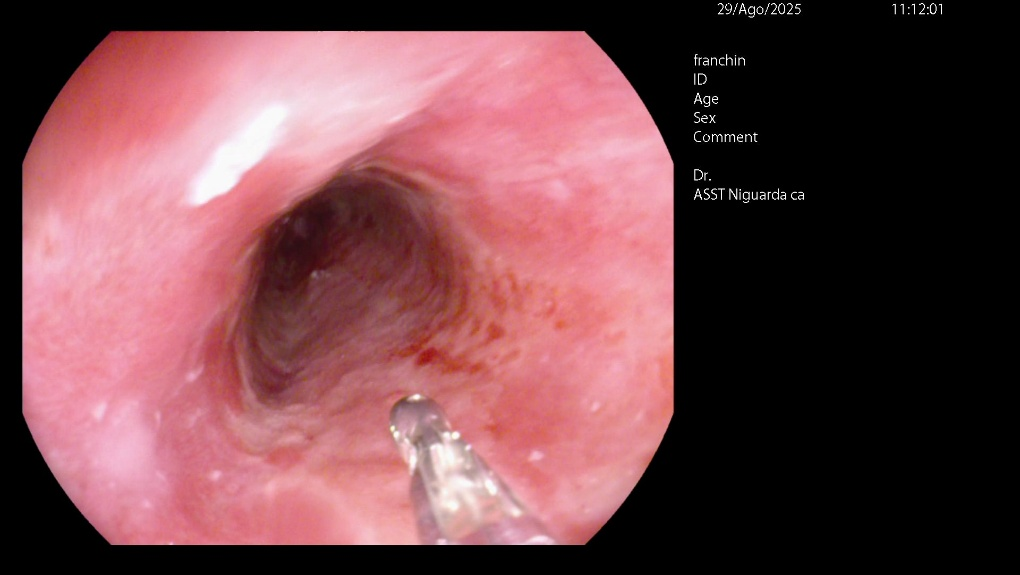 29/Ago/2025 11:12:01
franchin
ID
Age
Sex
Comment
Dr.
ASST Niguarda ca